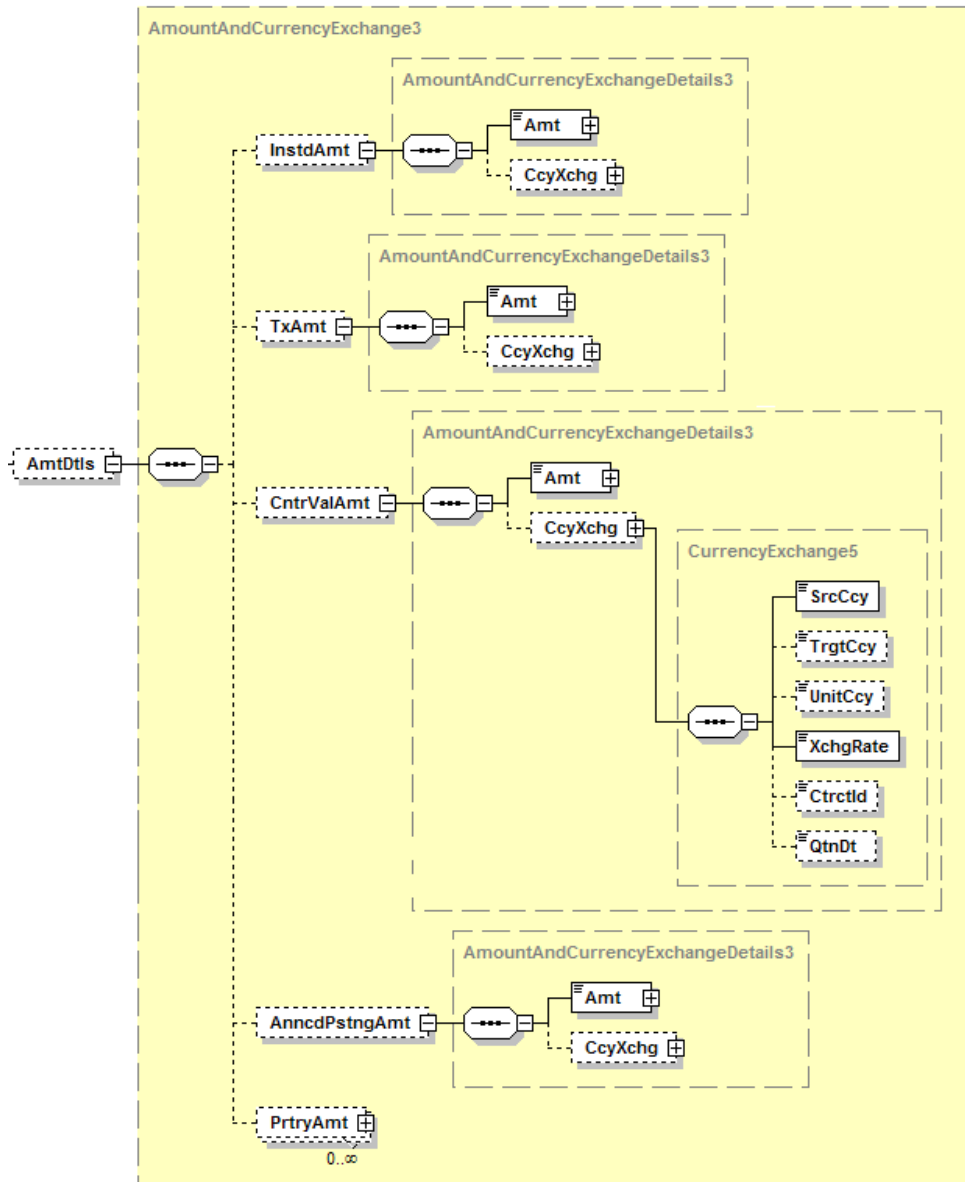 AmountAndCurrencyExchange3
AmountAndCurrencyExchangeDetails3
Amt
InstdAmt
CcyXchg
AmountAndCurrencyExchangeDetails3
Amt
TxAmt
CcyXchg
AmountAndCurrencyExchangeDetails3
AmtDtls
Amt
CntrValAmt
CcyXchg
CurrencyExchange5
SrcCcy
TrgtCcy
UnitCcy
XchgRate
CtrctId
QtnDt
AmountAndCurrencyExchangeDetails3
Amt
AnncdPstngAmt
CcyXchg
PrtryAmt
0..∞